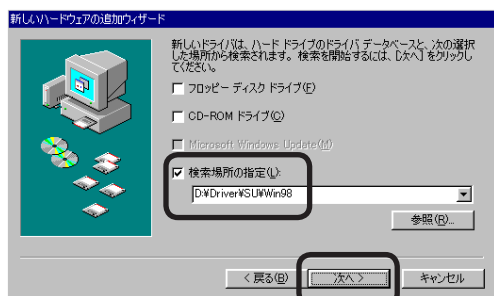 新しいハードウェアの追加ウィザード
新しいドライバは、ハード ドライブのドライバ データベースと、次の選択
した場所から検索されます。検索を開始するには、[次へ] をクリックし
てください。
フロッピー ディスク ドライブ(F)
CD-ROM ドライブ(C)
Microsoft Windows Update(M)
検索場所の指定(L):
D:¥Driver¥SU¥Win98
参照(R)...
< 戻る(B)
次へ >
キャンセル